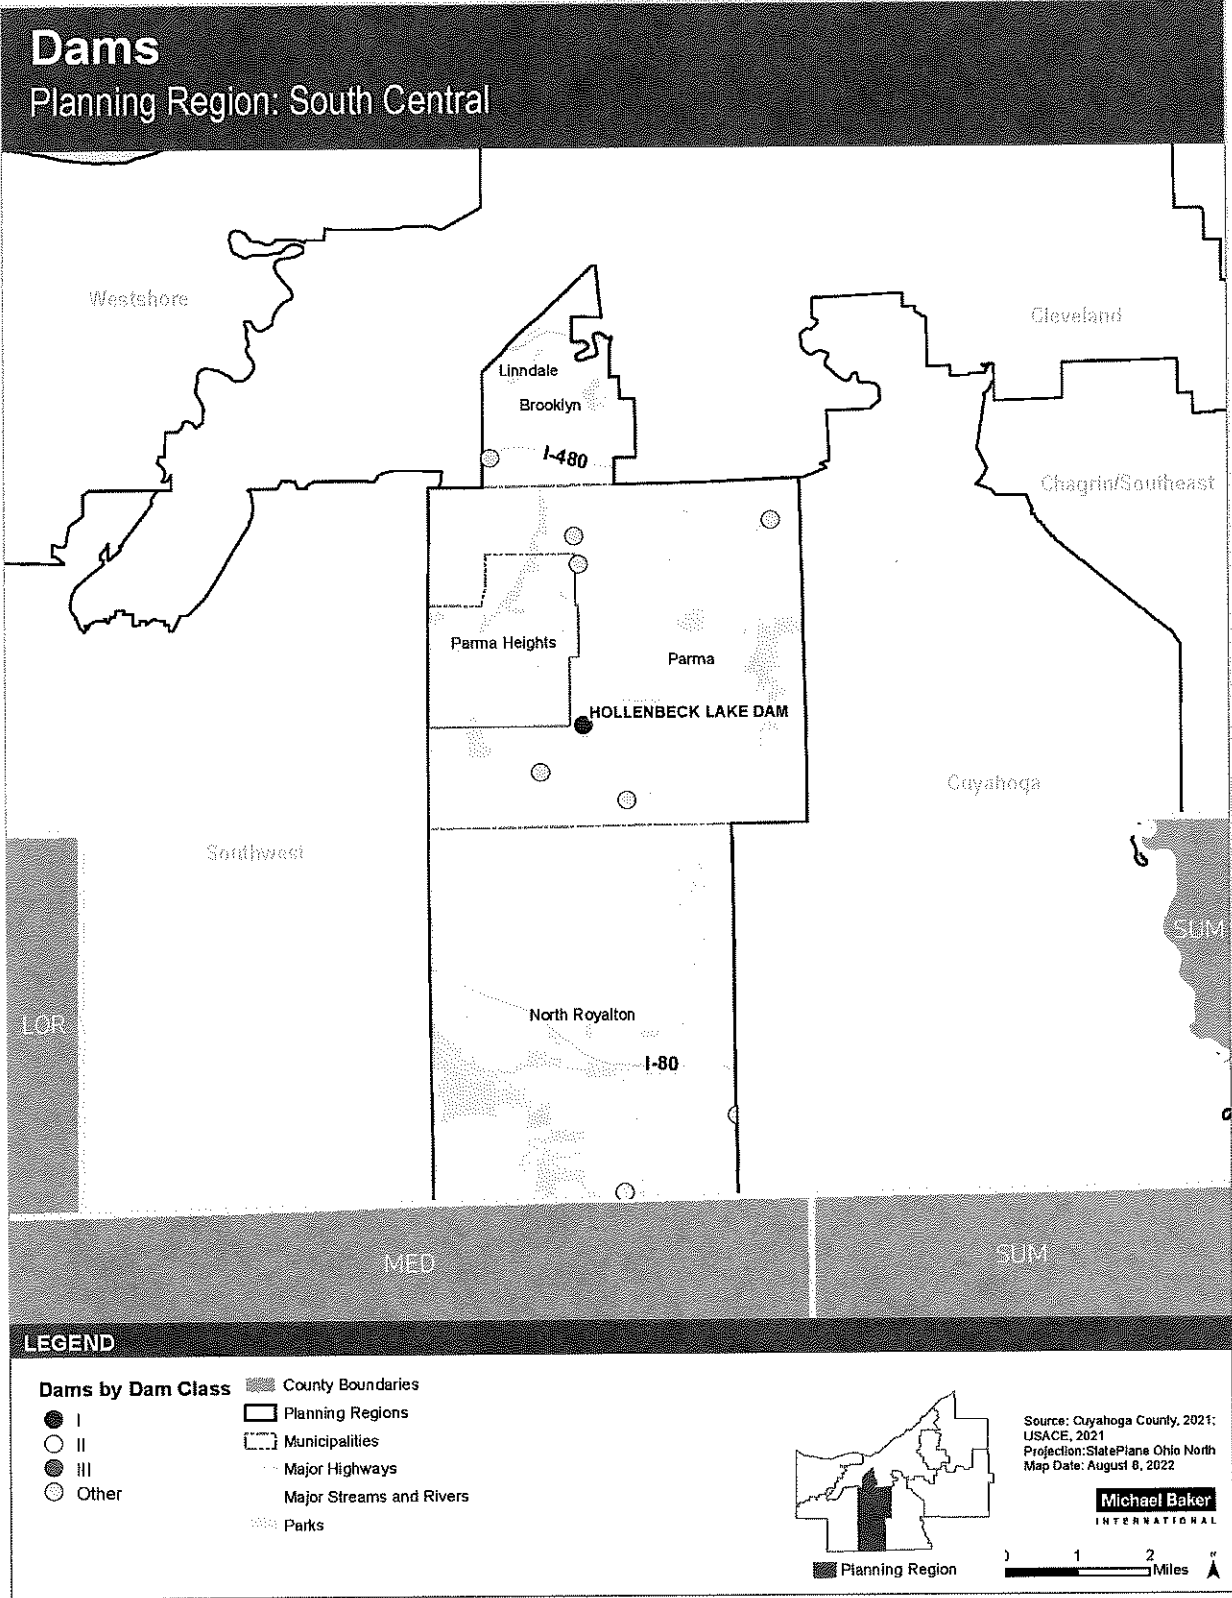 Dams
Planning Region: South Central
Westshore
Cleveland
Linndale
Brooklyn
I-480
Chagrin/Southeast
Parma Heights
Parma
HOLLENBECK LAKE DAM
Cuyahoga
Southwest
SUM
LOR
North Royalton
I-80
MED
SUM
LEGEND
Dams by Dam Class
I
II
III
Other
County Boundaries
Planning Regions
Municipalities
Major Highways
Major Streams and Rivers
Parks
Planning Region
Source: Cuyahoga County, 2021;
USACE, 2021
Projection:StatePlane Ohio North
Map Date: August 8, 2022
Michael Baker
INTERNATIONAL
1 2
Miles